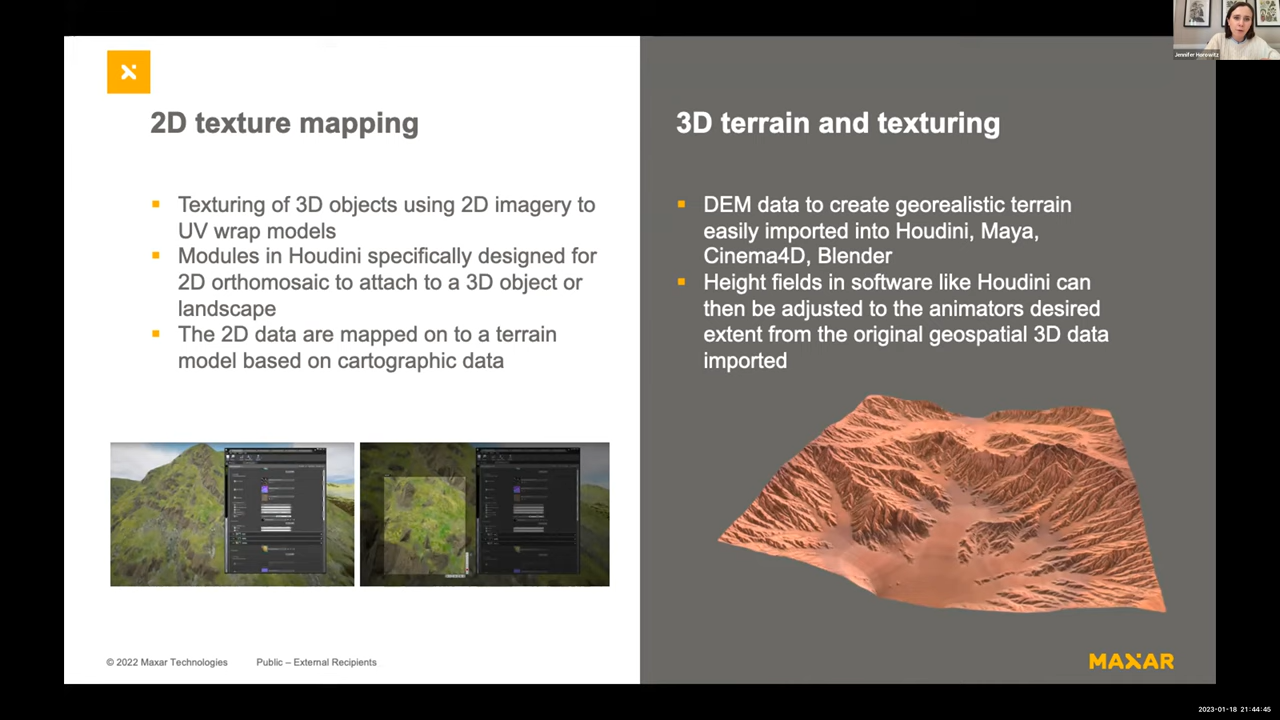 Jennifer Horowitz
2D texture mapping
Texturing of 3D objects using 2D imagery to
UV wrap models
Modules in Houdini specifically designed for
2D orthomosaic to attach to a 3D object or
landscape
The 2D data are mapped on to a terrain
model based on cartographic data
3D terrain and texturing
DEM data to create georealistic terrain
easily imported into Houdini, Maya,
Cinema4D, Blender
Height fields in software like Houdini can
then be adjusted to the animators desired
extent from the original geospatial 3D data
imported
© 2022 Maxar Technologies
Public – External Recipients
MAXAR
2023-01-18 21:44:45